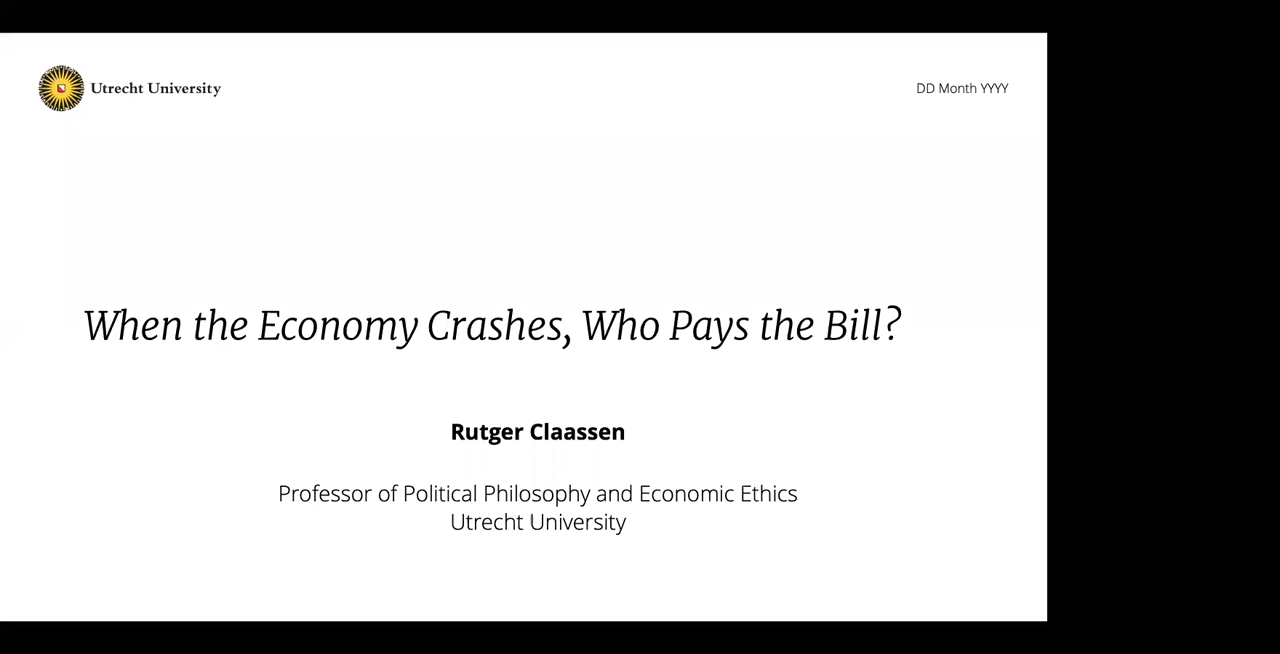 Utrecht University
DD Month YYYY
When the Economy Crashes, Who Pays the Bill?
Rutger Claassen
Professor of Political Philosophy and Economic Ethics
Utrecht University